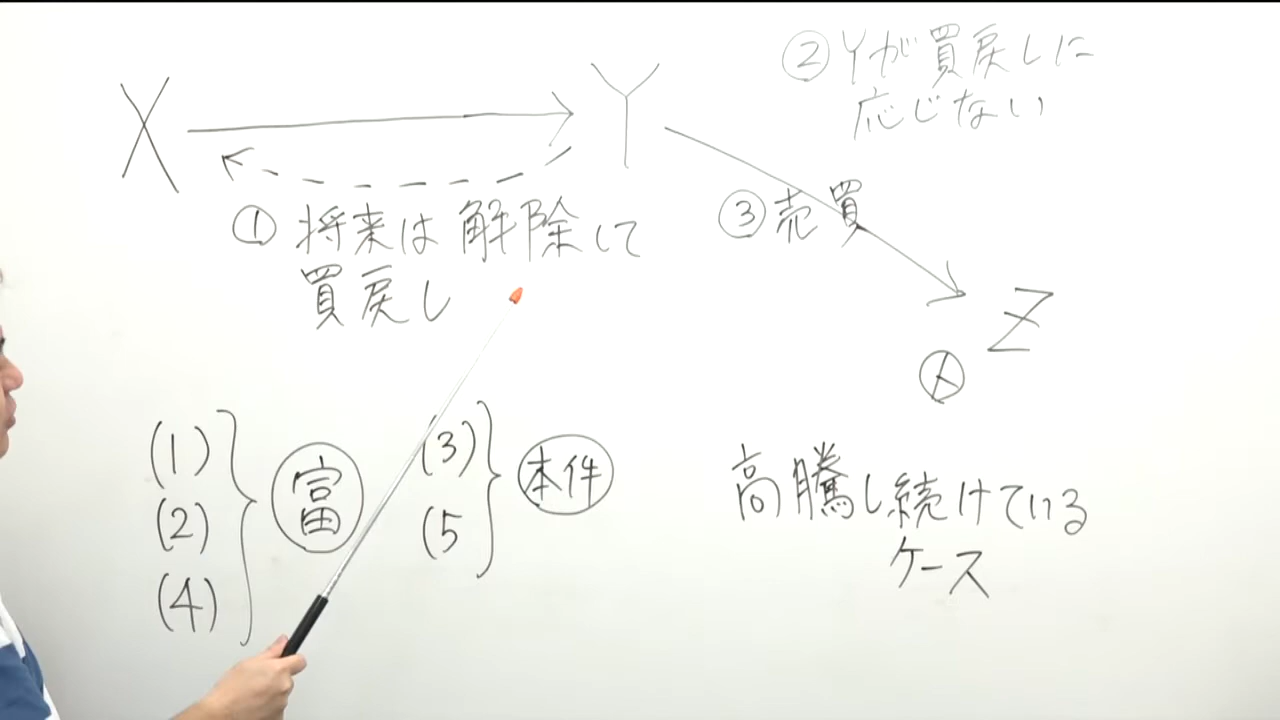 X
Y
②Yが買戻しに
応じない
①将来は解除して
買戻し
③売買
Z
(1)
(2)
(4)
富
(3)
(5
本件
高騰し続けている
ケース